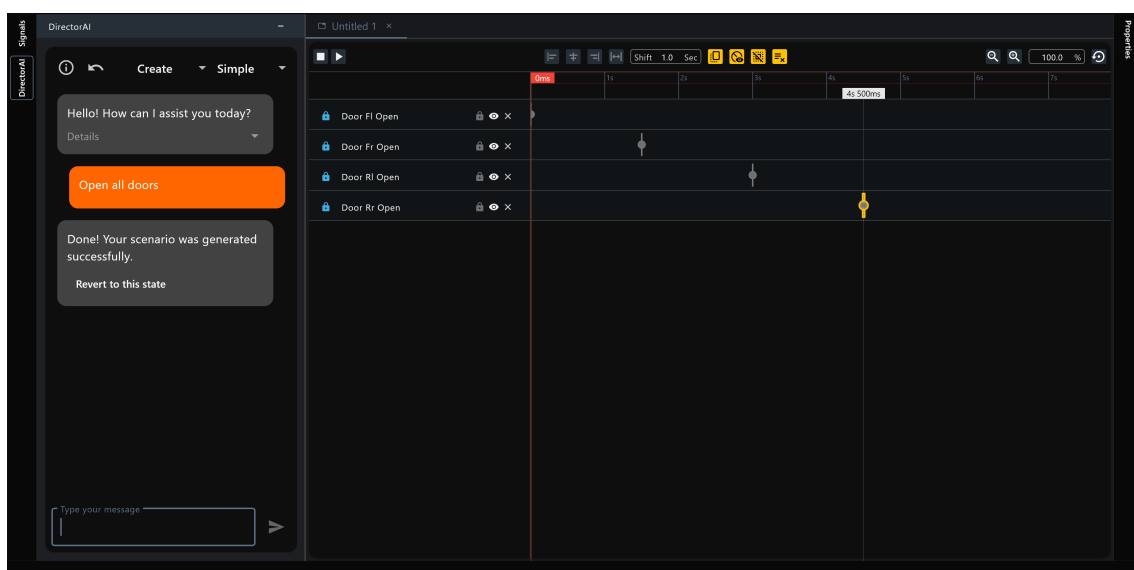 Signals
DirectorAI
DirectorAI
Create
Simple
Hello! How can I assist you today?
Details
Open all doors
Done! Your scenario was generated
successfully.
Revert to this state
Type your message
Untitled 1
Shift 1.0 Sec
100.0 %
0ms 1s 2s 3s 4s 5s 6s 7s
4s 500ms
Door Fl Open
Door Fr Open
Door Rl Open
Door Rr Open
Properties